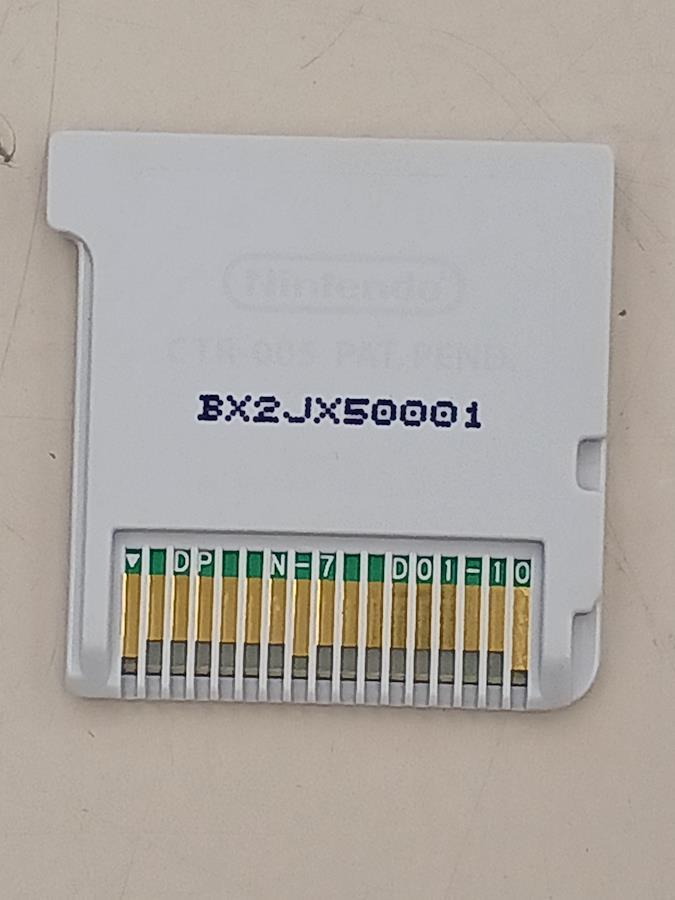 Nintendo
CTR-005 PAT. PEND.
BX2JX50001
▼ DP N-7 D01-10